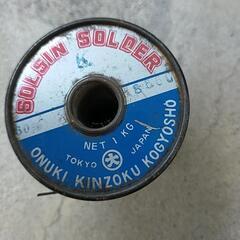 SOLSIN SOLDER
NET 1 KG
TOKYO JAPAN
ONUKI KINZOKU KOGYOSHO